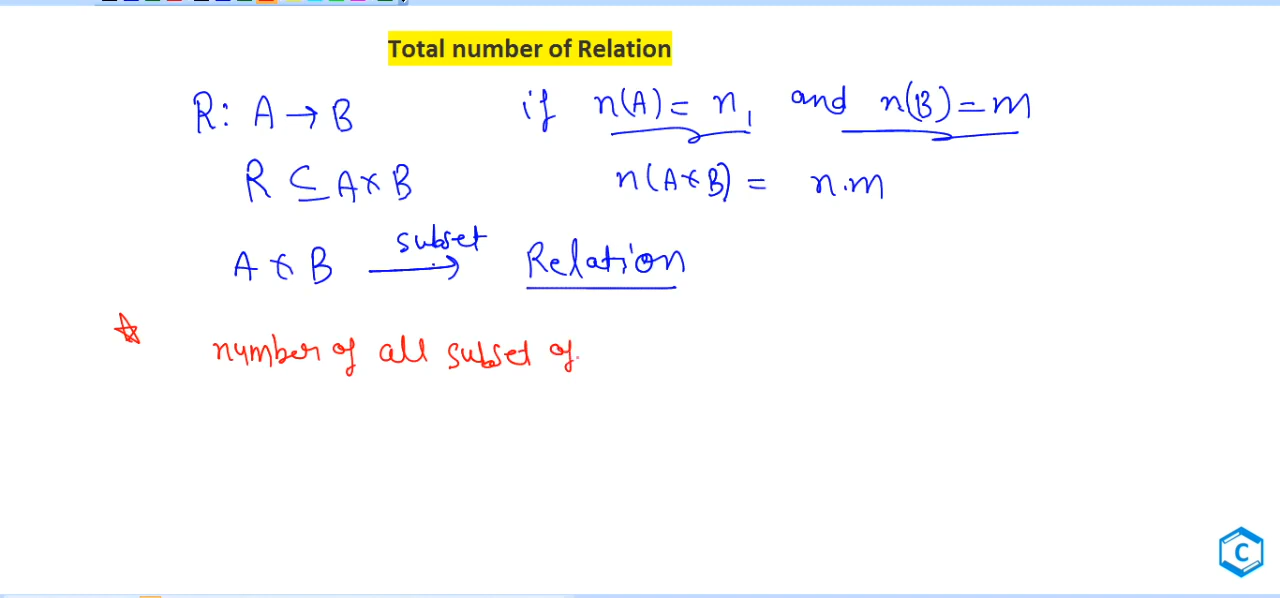 Total number of Relation
R: A → B if n(A) = n, and n(B) = m
R ⊆ A×B n(A×B) = n.m
A×B subset → Relation
☆ number of all subset of
C